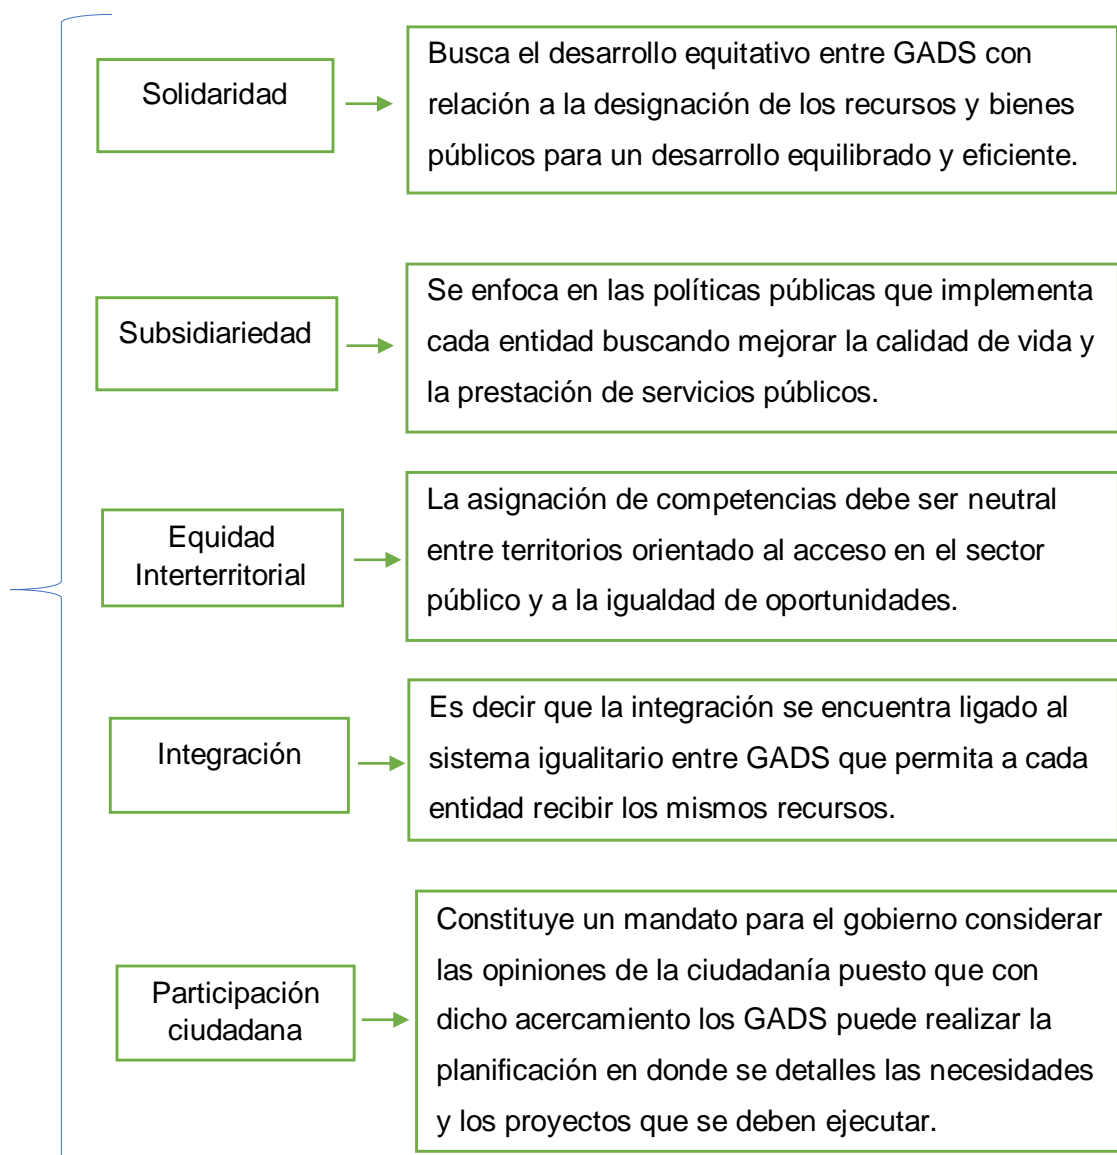 Solidaridad
Busca el desarrollo equitativo entre GADS con
relación a la designación de los recursos y bienes
públicos para un desarrollo equilibrado y eficiente.
Subsidiariedad
Se enfoca en las políticas públicas que implementa
cada entidad buscando mejorar la calidad de vida y
la prestación de servicios públicos.
Equidad
Interterritorial
La asignación de competencias debe ser neutral
entre territorios orientado al acceso en el sector
público y a la igualdad de oportunidades.
Integración
Es decir que la integración se encuentra ligado al
sistema igualitario entre GADS que permita a cada
entidad recibir los mismos recursos.
Participación
ciudadana
Constituye un mandato para el gobierno considerar
las opiniones de la ciudadanía puesto que con
dicho acercamiento los GADS puede realizar la
planificación en donde se detalles las necesidades
y los proyectos que se deben ejecutar.